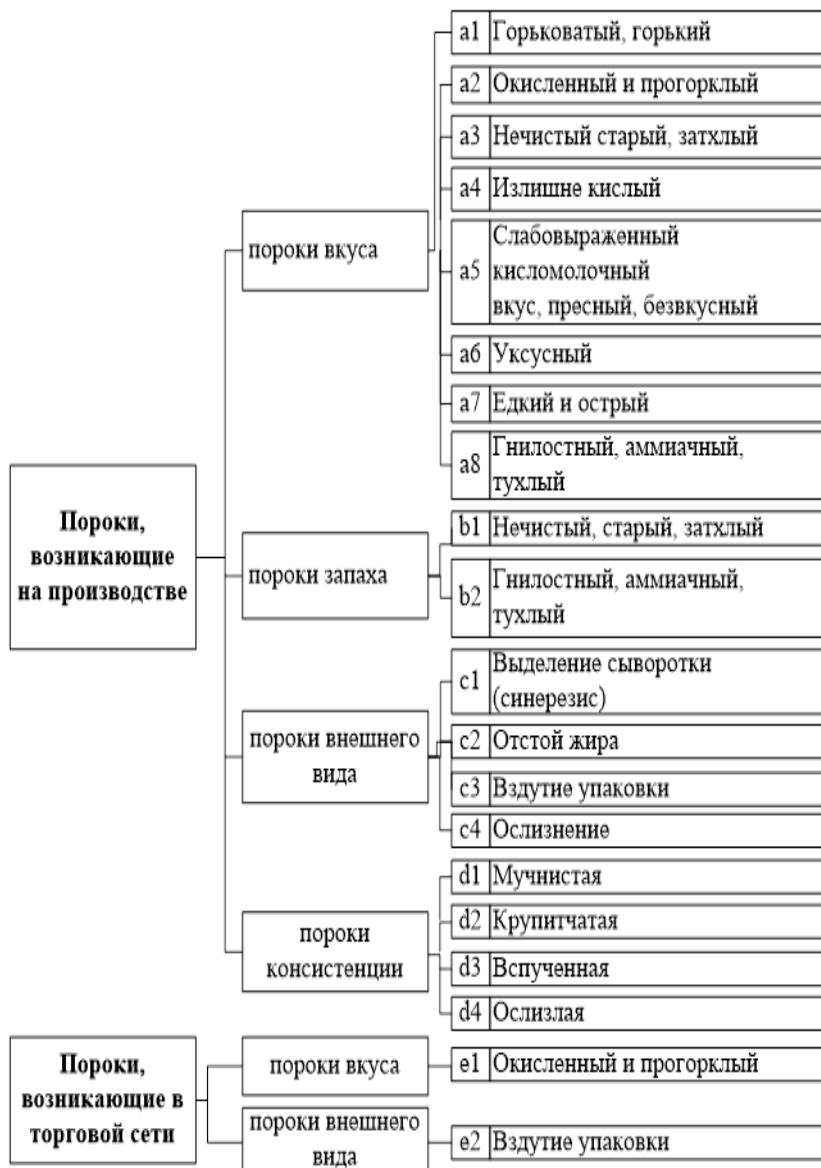 Пороки,
возникающие
на производстве
пороки вкуса
a1 Горьковатый, горький
a2 Окисленный и прогорклый
a3 Нечистый старый, затхлый
a4 Излишне кислый
a5 Слабовыраженный
кисломолочный
вкус, пресный, безвкусный
a6 Уксусный
a7 Едкий и острый
a8 Гнилостный, аммиачный,
тухлый
пороки запаха
b1 Нечистый, старый, затхлый
b2 Гнилостный, аммиачный,
тухлый
пороки внешнего
вида
c1 Выделение сыворотки
(синерезис)
c2 Отстой жира
c3 Вздутие упаковки
c4 Ослизнение
пороки
консистенции
d1 Мучнистая
d2 Крупитчатая
d3 Вспученная
d4 Ослизлая
Пороки,
возникающие в
торговой сети
пороки вкуса
e1 Окисленный и прогорклый
пороки внешнего
вида
e2 Вздутие упаковки